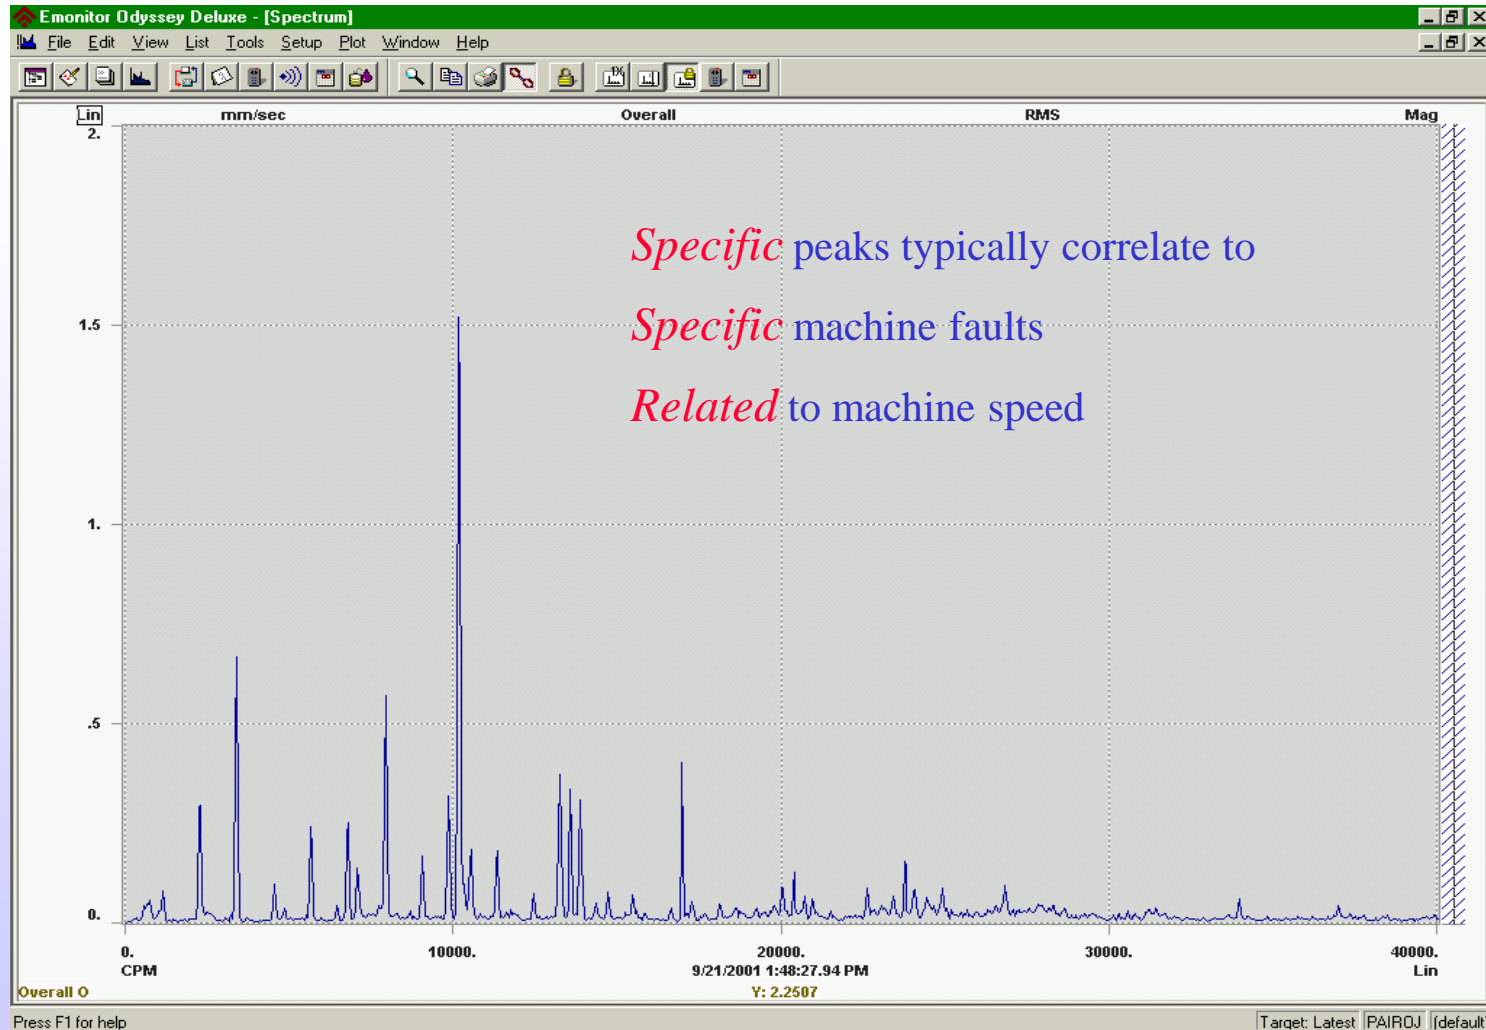 Emonitor Odyssey Deluxe - [Spectrum]
File Edit View List Tools Setup Plot Window Help
1X
Lin mm/sec Overall RMS Mag
2.
Specific peaks typically correlate to
1.5
Specific machine faults
Related to machine speed
1.
.5
0.
0. 10000. 20000. 30000. 40000.
CPM 9/21/2001 1:48:27.94 PM Lin
Overall O Y: 2.2507
Press F1 for help Target: Latest PAIROJ (default)